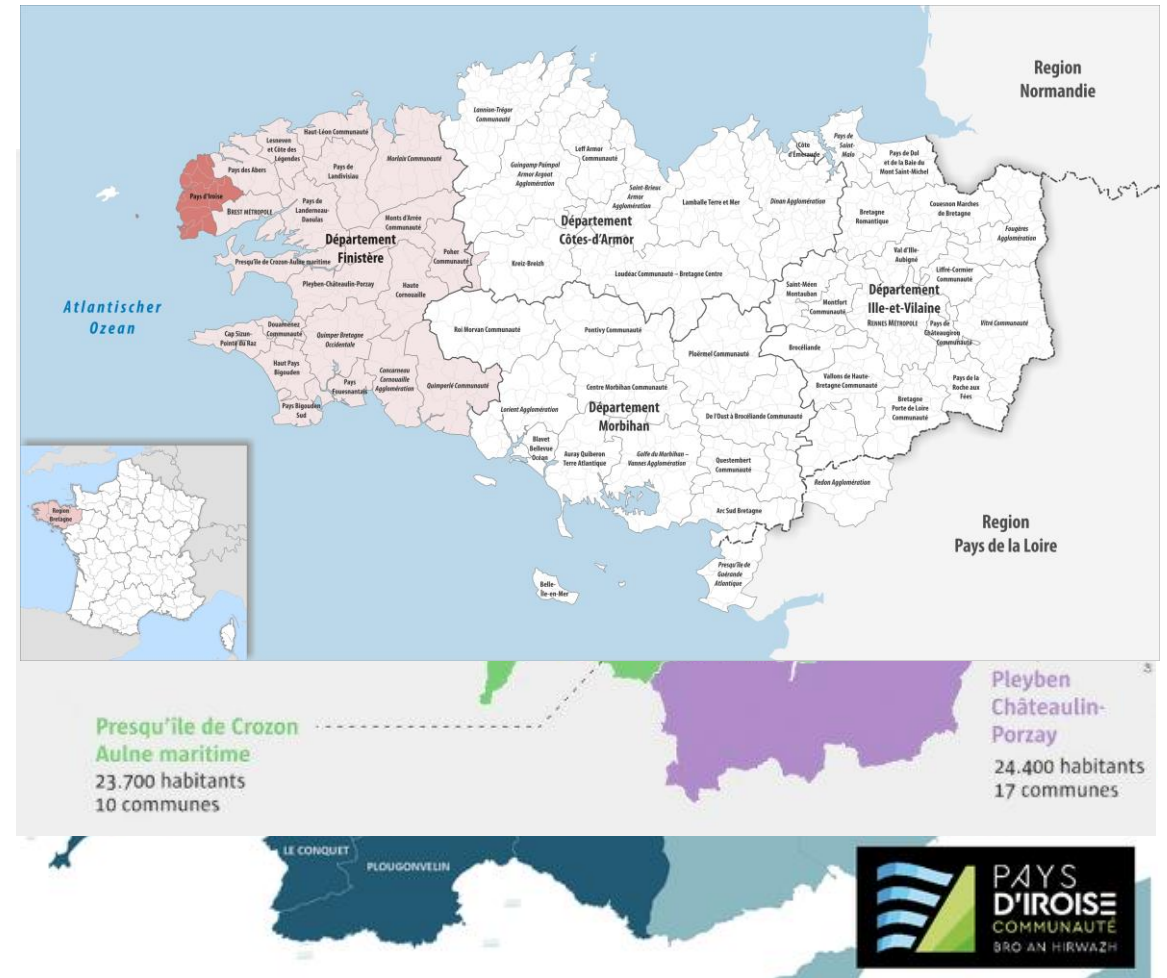 Region
Normandie
Lannion-Trégor
Communauté
Haut-Léon Communauté
Lesneven
et Côte des
Légendes
Morlaix Communauté
Pays des Abers
Pays de
Landivisiau
Pays d'Iroise
BREST MÉTROPOLE
Pays de
Landerneau-
Daoulas
Monts d'Arrée
Communauté
Département
Finistère
Poher
Communauté
Presqu'île de Crozon-Aulne maritime
Pleyben-Châteaulin-Porzay
Haute
Cornouaille
Douarnenez
Communauté
Cap Sizun-
Pointe du Raz
Quimper Bretagne
Occidentale
Haut Pays
Bigouden
Pays
Fouesnantais
Concarneau
Cornouaille
Agglomération
Quimperlé Communauté
Pays Bigouden
Sud
Leff Armor
Communauté
Guingamp Paimpol
Armor Argoat
Agglomération
Saint-Brieuc
Armor
Agglomération
Lamballe Terre et Mer
Dinan Agglomération
Département
Côtes-d'Armor
Kreiz-Breizh
Loudéac Communauté – Bretagne Centre
Côte
d'Emeraude
Pays de
Saint-
Malo
Pays de Dol
et de la Baie du
Mont Saint-Michel
Bretagne
Romantique
Couesnon Marches
de Bretagne
Fougères
Agglomération
Val d'Ille-
Aubigné
Liffré-Cormier
Communauté
Saint-Méen
Montauban
Montfort
Communauté
Département
Ille-et-Vilaine
RENNES MÉTROPOLE
Pays de
Châteaugiron
Communauté
Vitré Communauté
Brocéliande
Vallons de Haute-
Bretagne Communauté
Bretagne
Porte de Loire
Communauté
Pays de la
Roche aux
Fées
Roi Morvan Communauté
Pontivy Communauté
Ploërmel Communauté
Centre Morbihan Communauté
Département
Morbihan
De l'Oust à Brocéliande Communauté
Lorient Agglomération
Blavet
Bellevue
Océan
Auray Quiberon
Terre Atlantique
Golfe du Morbihan –
Vannes Agglomération
Questembert
Communauté
Redon Agglomération
Arc Sud Bretagne
Presqu'île de
Guérande
Atlantique
Belle-
Île-en-Mer
Atlantischer
Ozean
Region
Pays de la Loire
Region
Bretagne
Presqu'île de Crozon
Aulne maritime
23.700 habitants
10 communes
Pleyben
Châteaulin-
Porzay
24.400 habitants
17 communes
LE CONQUET
PLOUGONVELIN
PAYS
D'IROISE
COMMUNAUTÉ
BRO AN HIRWAZH